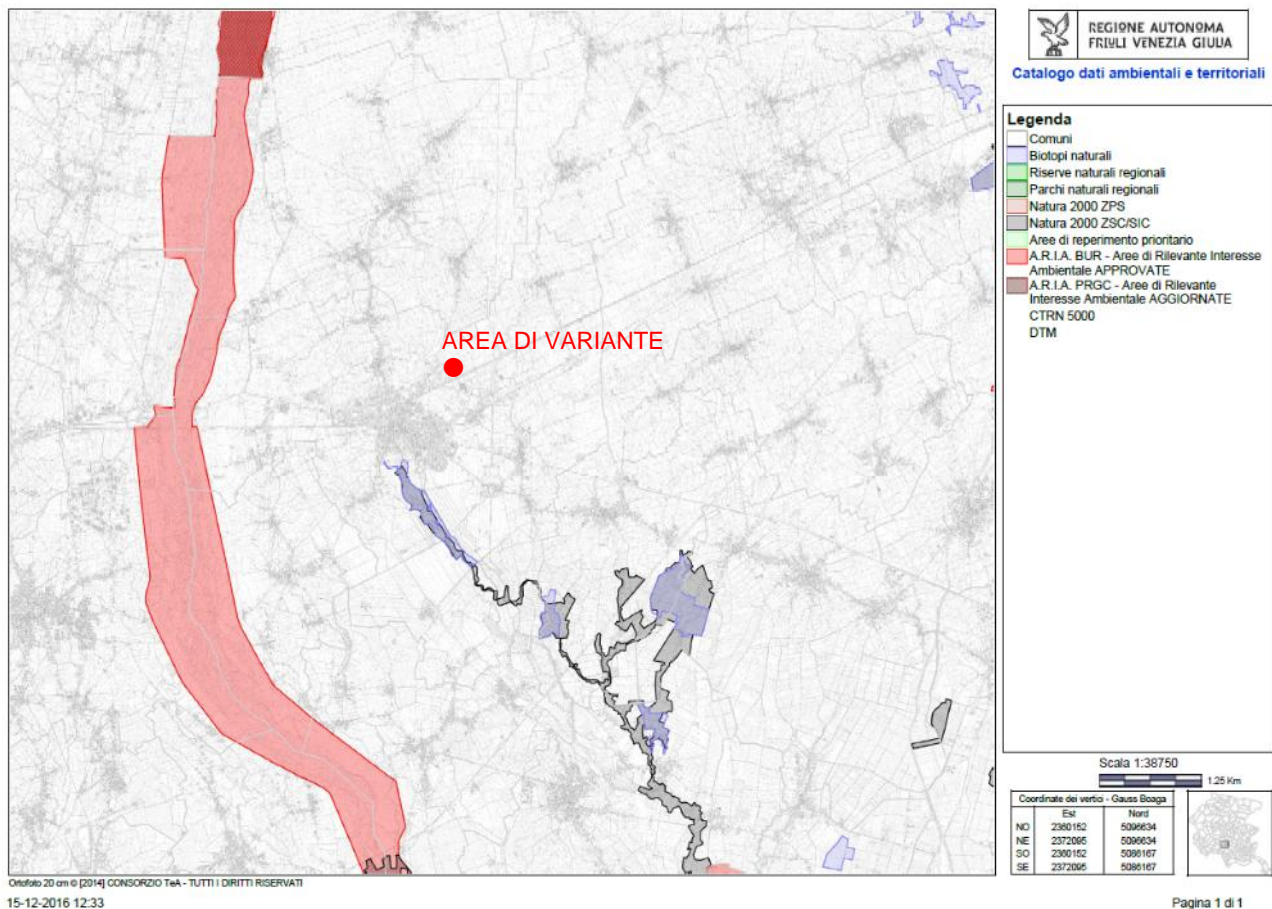 REGIONE AUTONOMA
FRIULI VENEZIA GIULIA
Catalogo dati ambientali e territoriali
Legenda
Comuni
Biotopi naturali
Riserve naturali regionali
Parchi naturali regionali
Natura 2000 ZPS
Natura 2000 ZSC/SIC
Aree di reperimento prioritario
A.R.I.A. BUR - Aree di Rilevante Interesse
Ambientale APPROVATE
A.R.I.A. PRGC - Aree di Rilevante
Interesse Ambientale AGGIORNATE
CTRN 5000
DTM
AREA DI VARIANTE
Scala 1:38750
1.25 Km
Coordinate dei vertici - Gauss Boaga
Est Nord
NO 2360152 5096634
NE 2372095 5096634
SO 2360152 5086167
SE 2372095 5086167
Ortofoto 20 cm © [2014] CONSORZIO TeA - TUTTI I DIRITTI RISERVATI
15-12-2016 12:33
Pagina 1 di 1